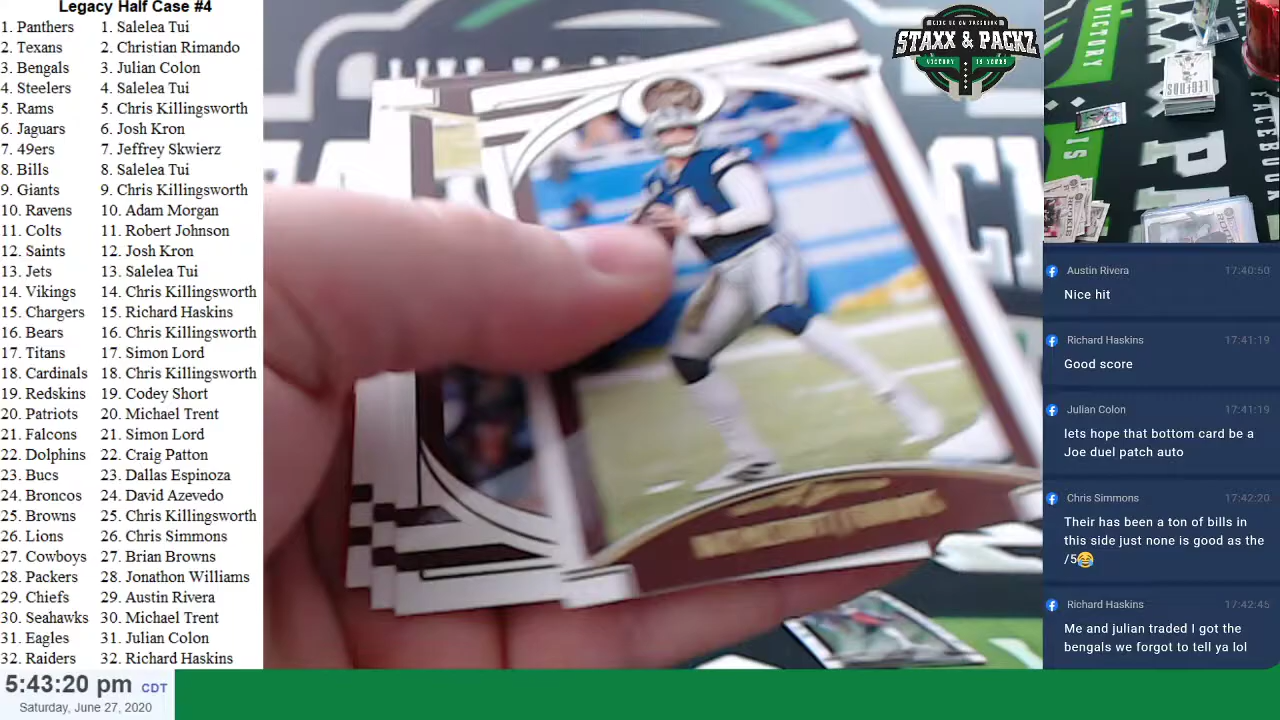 Legacy Half Case #4
1. Panthers 1. Salelea Tui
2. Texans 2. Christian Rimando
3. Bengals 3. Julian Colon
4. Steelers 4. Salelea Tui
5. Rams 5. Chris Killingsworth
6. Jaguars 6. Josh Kron
7. 49ers 7. Jeffrey Skwierz
8. Bills 8. Salelea Tui
9. Giants 9. Chris Killingsworth
10. Ravens 10. Adam Morgan
11. Colts 11. Robert Johnson
12. Saints 12. Josh Kron
13. Jets 13. Salelea Tui
14. Vikings 14. Chris Killingsworth
15. Chargers 15. Richard Haskins
16. Bears 16. Chris Killingsworth
17. Titans 17. Simon Lord
18. Cardinals 18. Chris Killingsworth
19. Redskins 19. Codey Short
20. Patriots 20. Michael Trent
21. Falcons 21. Simon Lord
22. Dolphins 22. Craig Patton
23. Bucs 23. Dallas Espinoza
24. Broncos 24. David Azevedo
25. Browns 25. Chris Killingsworth
26. Lions 26. Chris Simmons
27. Cowboys 27. Brian Browns
28. Packers 28. Jonathon Williams
29. Chiefs 29. Austin Rivera
30. Seahawks 30. Michael Trent
31. Eagles 31. Julian Colon
32. Raiders 32. Richard Haskins
5:43:20 pm CDT
Saturday, June 27, 2020
STAXX & PACKZ
VICTORY IS YOURS
VICTORY
IS
FACEBOOK
LEGENDS
Austin Rivera 17:40:50
Nice hit
Richard Haskins 17:41:19
Good score
Julian Colon 17:41:19
lets hope that bottom card be a
Joe duel patch auto
Chris Simmons 17:42:20
Their has been a ton of bills in
this side just none is good as the
/5😂
Richard Haskins 17:42:45
Me and julian traded I got the
bengals we forgot to tell ya lol